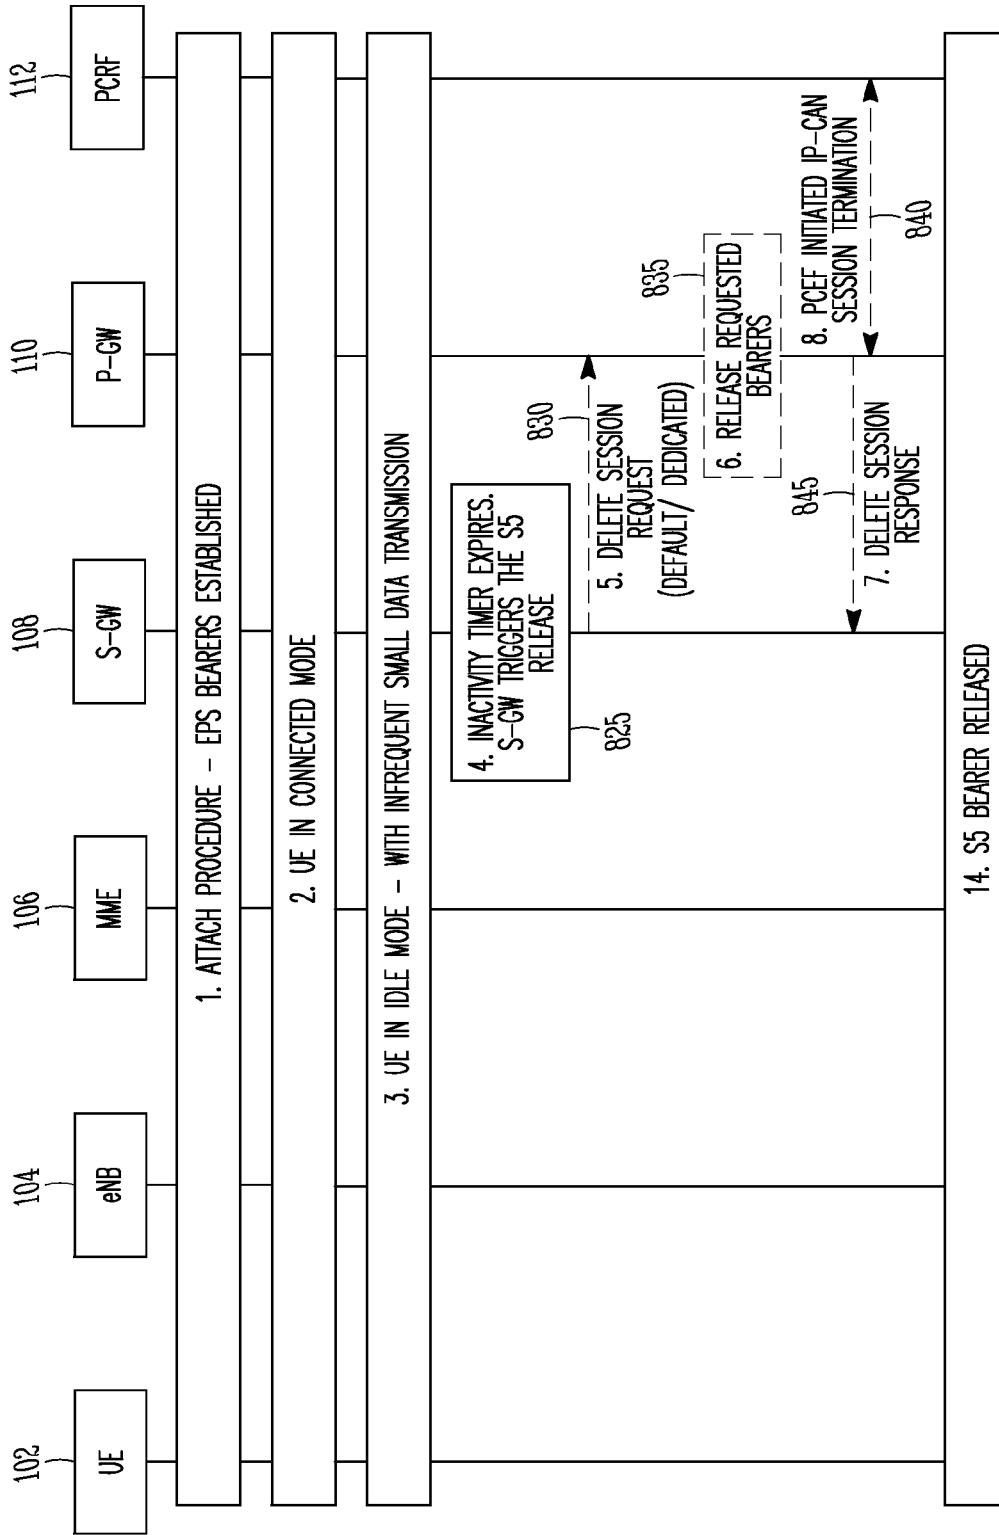 102
104
106
108
110
112
UE
eNB
MME
S-GW
P-GW
PCRF
1. ATTACH PROCEDURE - EPS BEARERS ESTABLISHED
2. UE IN CONNECTED MODE
3. UE IN IDLE MODE - WITH INFREQUENT SMALL DATA TRANSMISSION
4. INACTIVITY TIMER EXPIRES.
S-GW TRIGGERS THE S5
RELEASE
825
830
5. DELETE SESSION
REQUEST
(DEFAULT/ DEDICATED)
835
6. RELEASE REQUESTED
BEARERS
8. PCEF INITIATED IP-CAN
SESSION TERMINATION
840
845
7. DELETE SESSION
RESPONSE
14. S5 BEARER RELEASED